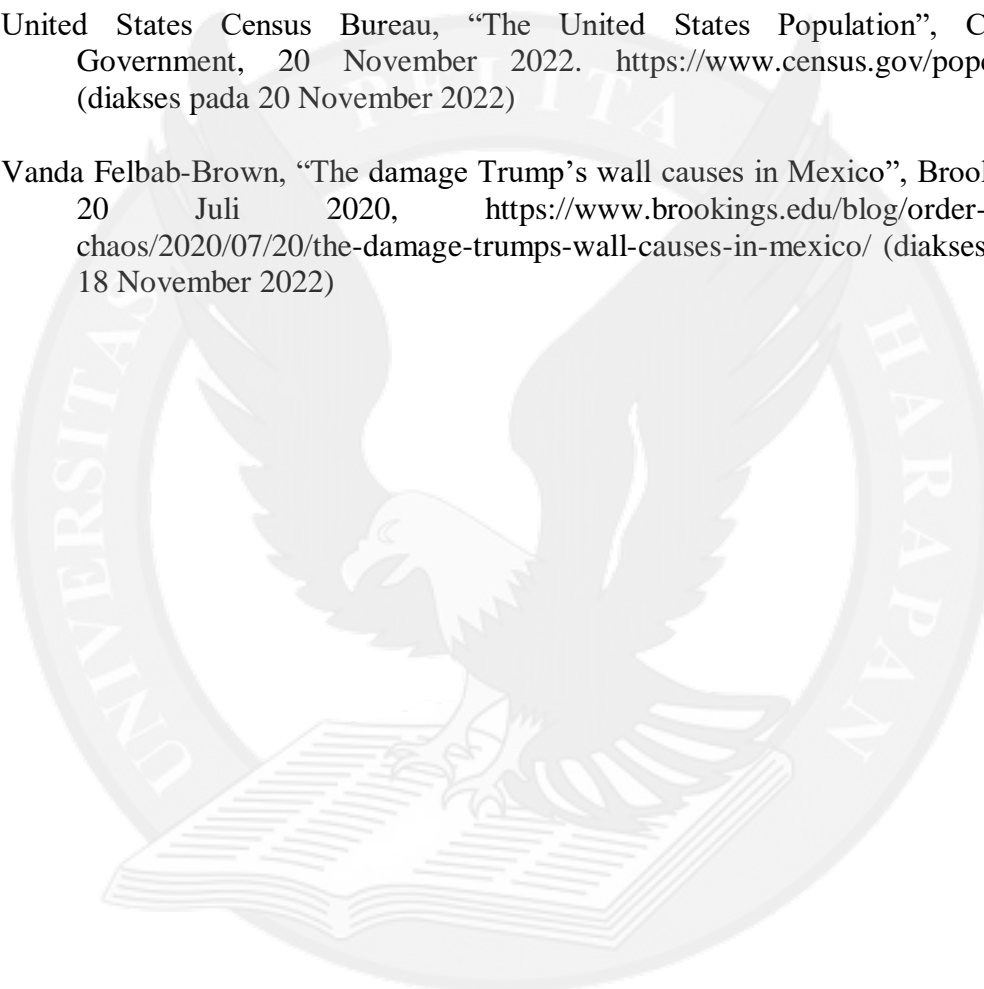 United States Census Bureau, “The United States Population”, C
Government, 20 November 2022. https://www.census.gov/pop
(diakses pada 20 November 2022)
Vanda Felbab-Brown, “The damage Trump’s wall causes in Mexico”, Broo
20 Juli 2020, https://www.brookings.edu/blog/order-
chaos/2020/07/20/the-damage-trumps-wall-causes-in-mexico/ (diakses
18 November 2022)
UNIVERSITAS PELITA HARAPAN